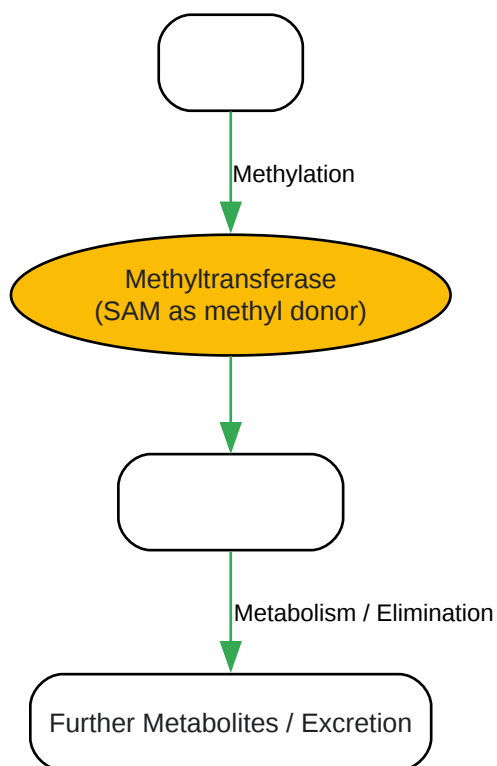 Methylation
Methyltransferase
(SAM as methyl donor)
Metabolism / Elimination
Further Metabolites / Excretion